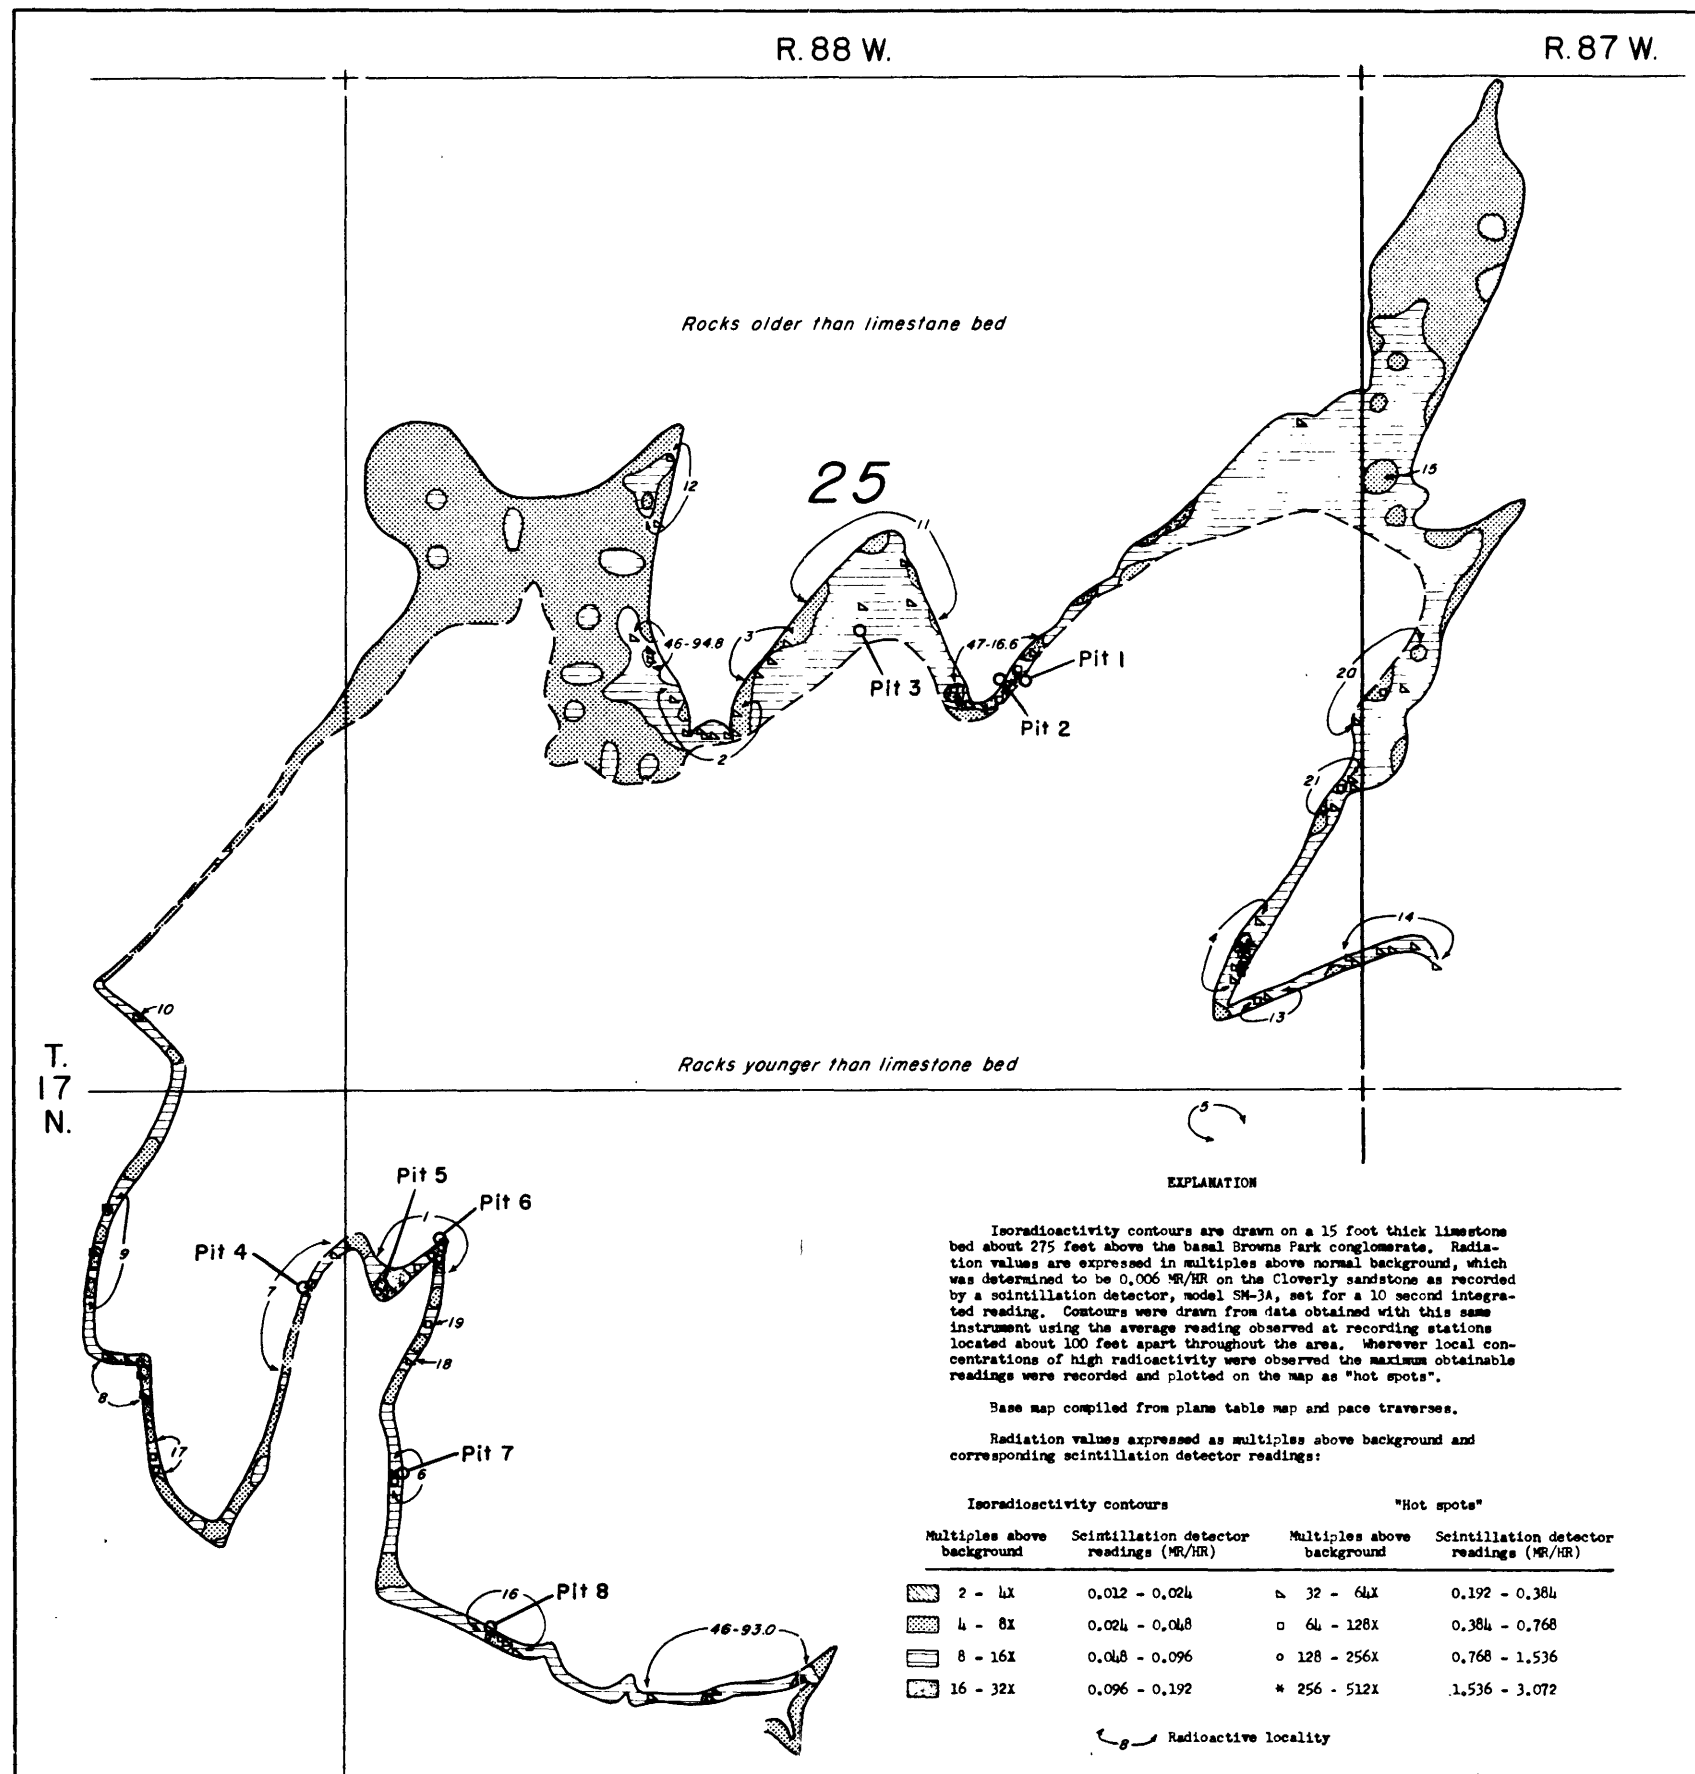 R. 88 W.
R. 87 W.
Rocks older than limestane bed
25
12
11
15
3
46-94.8
47-16.6
Pit 1
Pit 3
Pit 2
2
20
21
4
14
13
10
T.
17
N.
Racks younger than limestone bed
5
Pit 5
Pit 6
1
Pit 4
9
7
19
18
8
17
Pit 7
6
16
Pit 8
46-93.0
EXPLANATION
Isoradioactivity contours are drawn on a 15 foot thick limestone
bed about 275 feet above the basal Browns Park conglomerate. Radia-
tion values are expressed in multiples above normal background, which
was determined to be 0.006 MR/HR on the Cloverly sandstone as recorded
by a scintillation detector, model SM-3A, set for a 10 second integra-
ted reading. Contours were drawn from data obtained with this same
instrument using the average reading observed at recording stations
located about 100 feet apart throughout the area. Wherever local con-
centrations of high radioactivity were observed the maximum obtainable
readings were recorded and plotted on the map as "hot spots".
Base map compiled from plane table map and pace traverses.
Radiation values expressed as multiples above background and
corresponding scintillation detector readings:
Isoradioactivity contours "Hot spots"
Multiples above Scintillation detector Multiples above Scintillation detector
background readings (MR/HR) background readings (MR/HR)
2 - 4X 0.012 - 0.024 32 - 64X 0.192 - 0.384
4 - 8X 0.024 - 0.048 64 - 128X 0.384 - 0.768
8 - 16X 0.048 - 0.096 128 - 256X 0.768 - 1.536
16 - 32X 0.096 - 0.192 256 - 512X 1.536 - 3.072
8 Radioactive locality